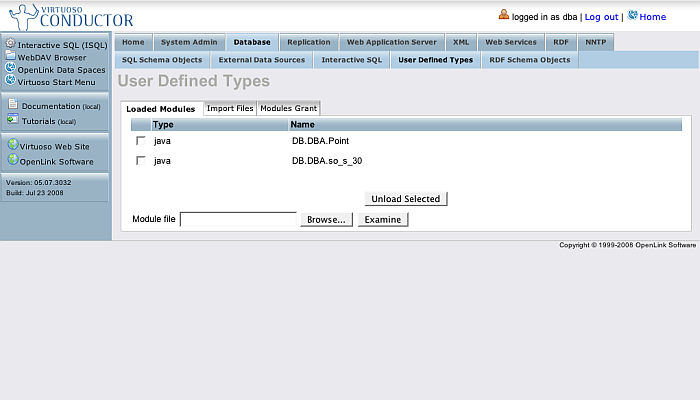 VIRTUOSO
CONDUCTOR
logged in as dba | Log out | Home
Interactive SQL (ISQL)
WebDAV Browser
OpenLink Data Spaces
Virtuoso Start Menu
Documentation (local)
Tutorials (local)
Virtuoso Web Site
OpenLink Software
Version: 05.07.3032
Build: Jul 23 2008
Home System Admin Database Replication Web Application Server XML Web Services RDF NNTP
SQL Schema Objects External Data Sources Interactive SQL User Defined Types RDF Schema Objects
User Defined Types
Loaded Modules Import Files Modules Grant
Type Name
java DB.DBA.Point
java DB.DBA.so_s_30
Unload Selected
Module file Browse... Examine
Copyright © 1999-2008 OpenLink Software